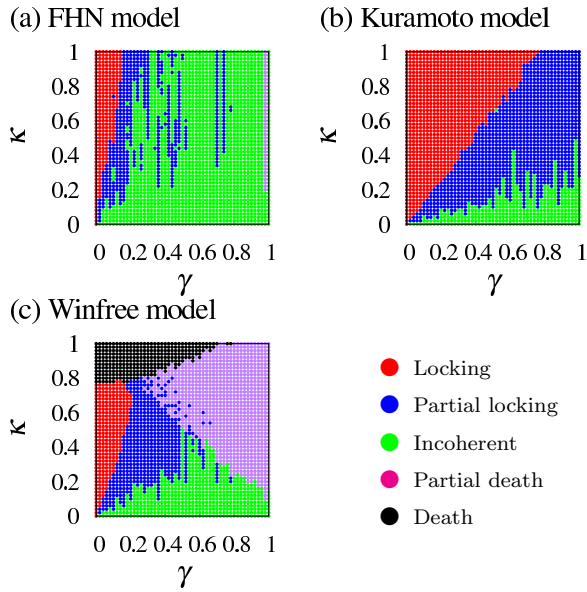 (a) FHN model
1
0.8
0.6
0.4
0.2
0
κ
0 0.2 0.4 0.6 0.8 1
γ
(b) Kuramoto model
1
0.8
0.6
0.4
0.2
0
κ
0 0.2 0.4 0.6 0.8 1
γ
(c) Winfree model
1
0.8
0.6
0.4
0.2
0
κ
0 0.2 0.4 0.6 0.8 1
γ
Locking
Partial locking
Incoherent
Partial death
Death